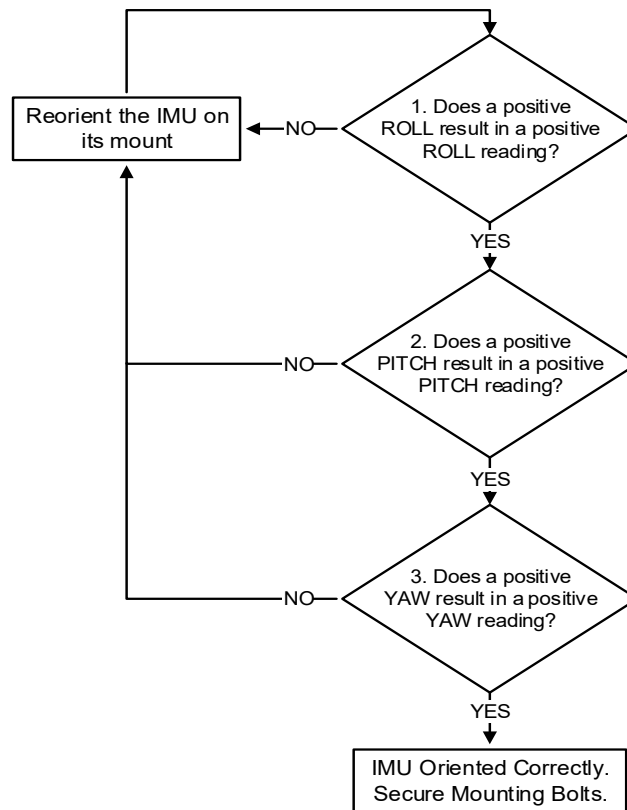 1. Does a positive
ROLL result in a positive
ROLL reading?
Reorient the IMU on
its mount
NO
YES
2. Does a positive
PITCH result in a positive
PITCH reading?
NO
YES
3. Does a positive
YAW result in a positive
YAW reading?
NO
YES
IMU Oriented Correctly.
Secure Mounting Bolts.